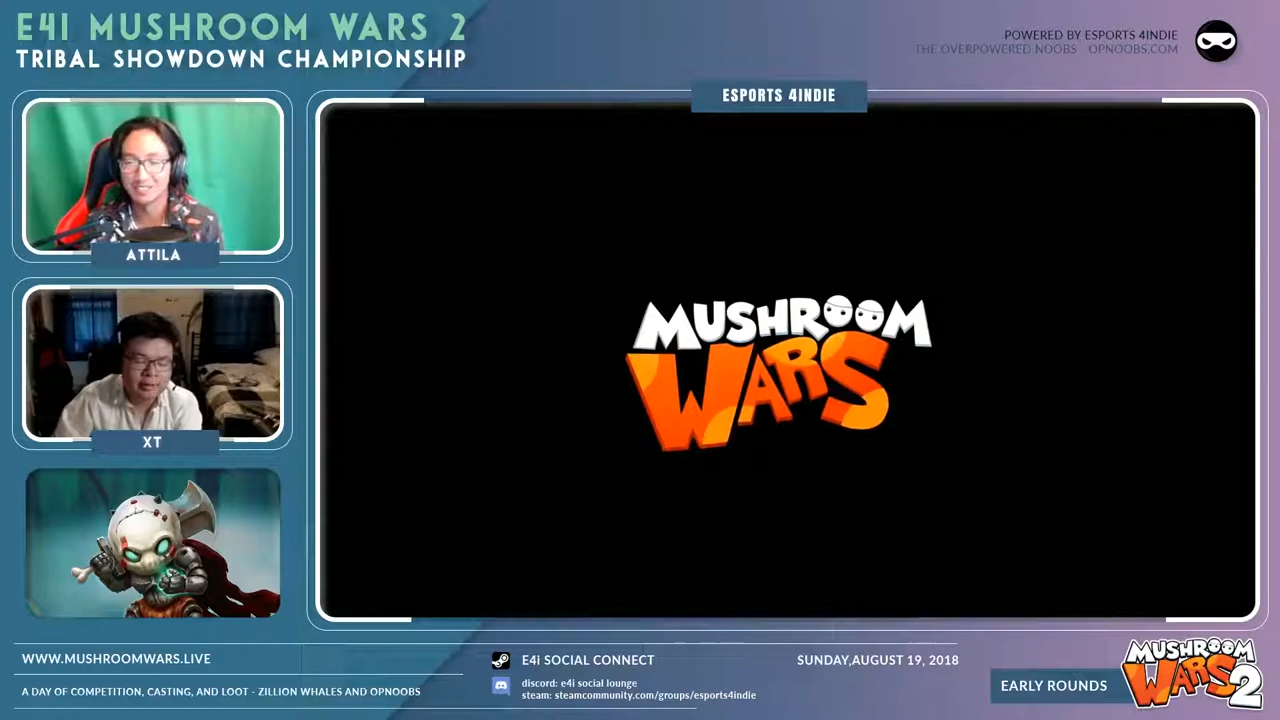 E4I MUSHROOM WARS 2
TRIBAL SHOWDOWN CHAMPIONSHIP
POWERED BY ESPORTS 4INDIE
THE OVERPOWERED NOOBS OPNOOBS.COM
ESPORTS 4INDIE
ATTILA
XT
MUSHROOM
WARS
WWW.MUSHROOMWARS.LIVE
A DAY OF COMPETITION, CASTING, AND LOOT - ZILLION WHALES AND OPNOOBS
E4i SOCIAL CONNECT
discord: e4i social lounge
steam: steamcommunity.com/groups/esports4indie
SUNDAY,AUGUST 19, 2018
EARLY ROUNDS
MUSHROOM
WARS 2